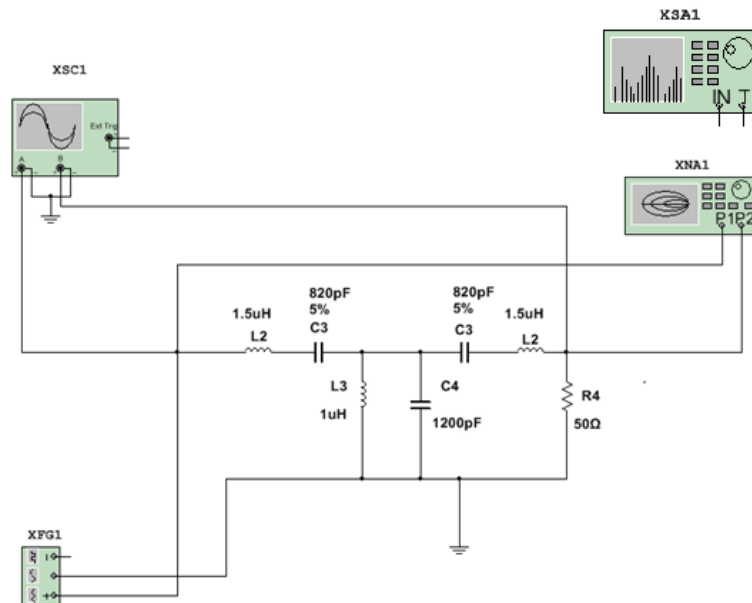 XSA1
XSC1
Ext Trig
A
B
IN T
XNA1
P1 P2
820pF
5%
C3
820pF
5%
C3
1.5uH
L2
1.5uH
L2
L3
1uH
C4
1200pF
R4
50Ω
XFG1